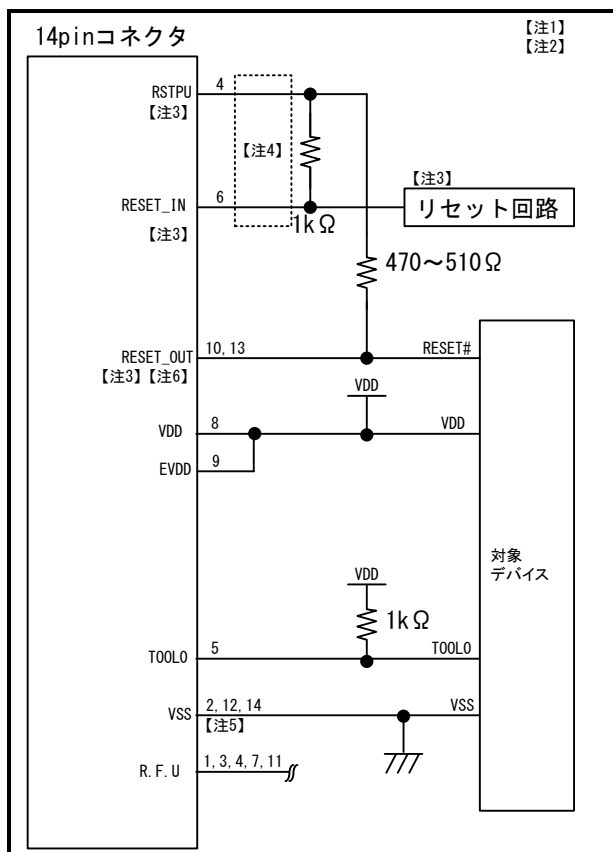 【注1】
【注2】
14pinコネクタ
RSTPU
【注3】
4
【注4】
RESET_IN
【注3】
6
1kΩ
【注3】
リセット回路
470～510Ω
RESET_OUT
【注3】【注6】
10, 13
RESET#
VDD
VDD
8
VDD
EVDD
9
対象
デバイス
VDD
1kΩ
TOOL0
5
TOOL0
VSS
2, 12, 14
【注5】
VSS
R.F.U
1, 3, 4, 7, 11